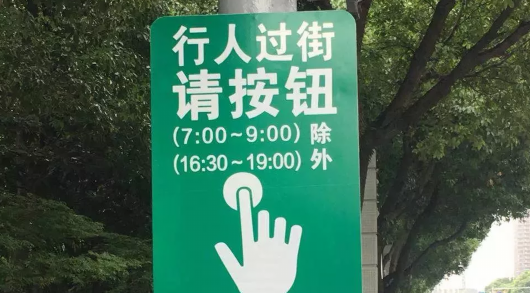 行人过街
请按钮
(7:00~9:00) 除
(16:30~19:00) 外